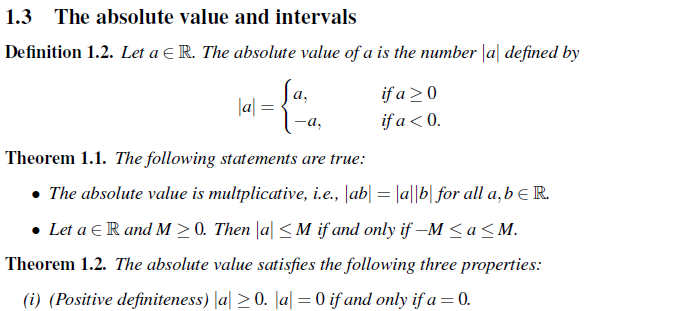 1.3 The absolute value and intervals
Definition 1.2. Let a ∈ ℝ. The absolute value of a is the number |a| defined by
|a| = { a, if a ≥ 0
−a, if a < 0.
Theorem 1.1. The following statements are true:
• The absolute value is multplicative, i.e., |ab| = |a||b| for all a,b ∈ ℝ.
• Let a ∈ ℝ and M ≥ 0. Then |a| ≤ M if and only if −M ≤ a ≤ M.
Theorem 1.2. The absolute value satisfies the following three properties:
(i) (Positive definiteness) |a| ≥ 0. |a| = 0 if and only if a = 0.